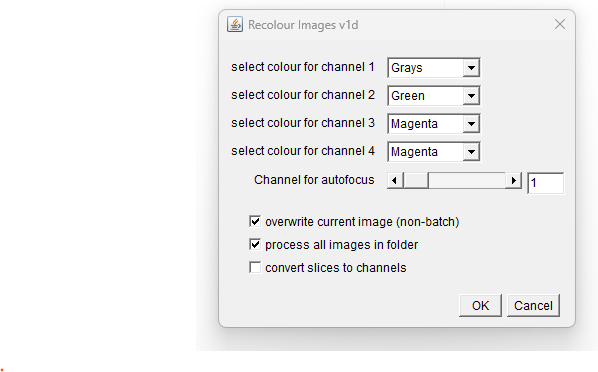 Recolour Images v1d
select colour for channel 1 Grays
select colour for channel 2 Green
select colour for channel 3 Magenta
select colour for channel 4 Magenta
Channel for autofocus 1
overwrite current image (non-batch)
process all images in folder
convert slices to channels
OK Cancel